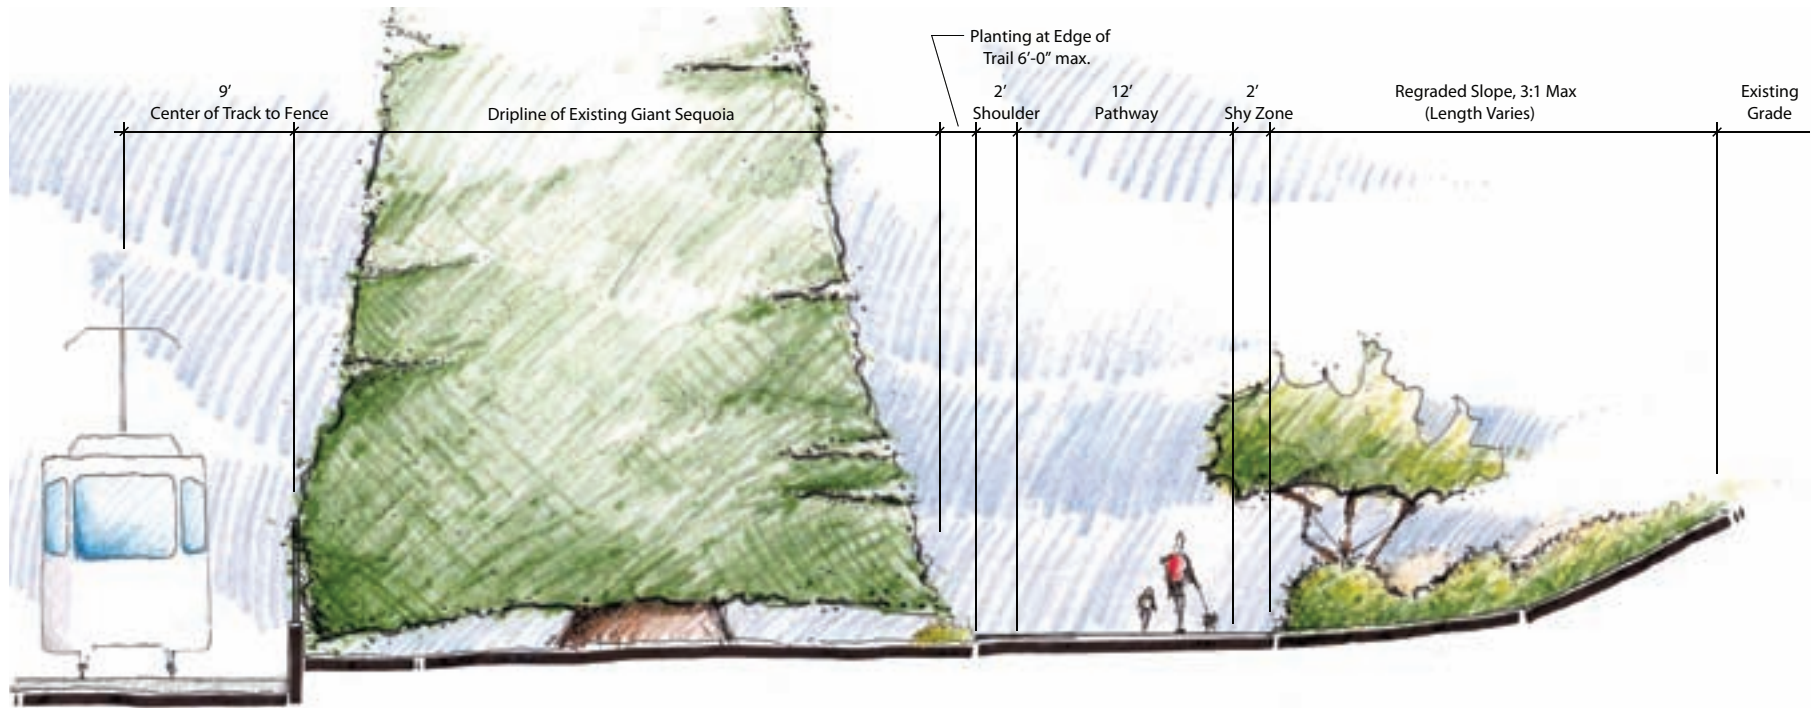 Planting at Edge of
Trail 6'-0" max.
9'
Center of Track to Fence
Dripline of Existing Giant Sequoia
2'
Shoulder
12'
Pathway
2'
Shy Zone
Regraded Slope, 3:1 Max
(Length Varies)
Existing
Grade